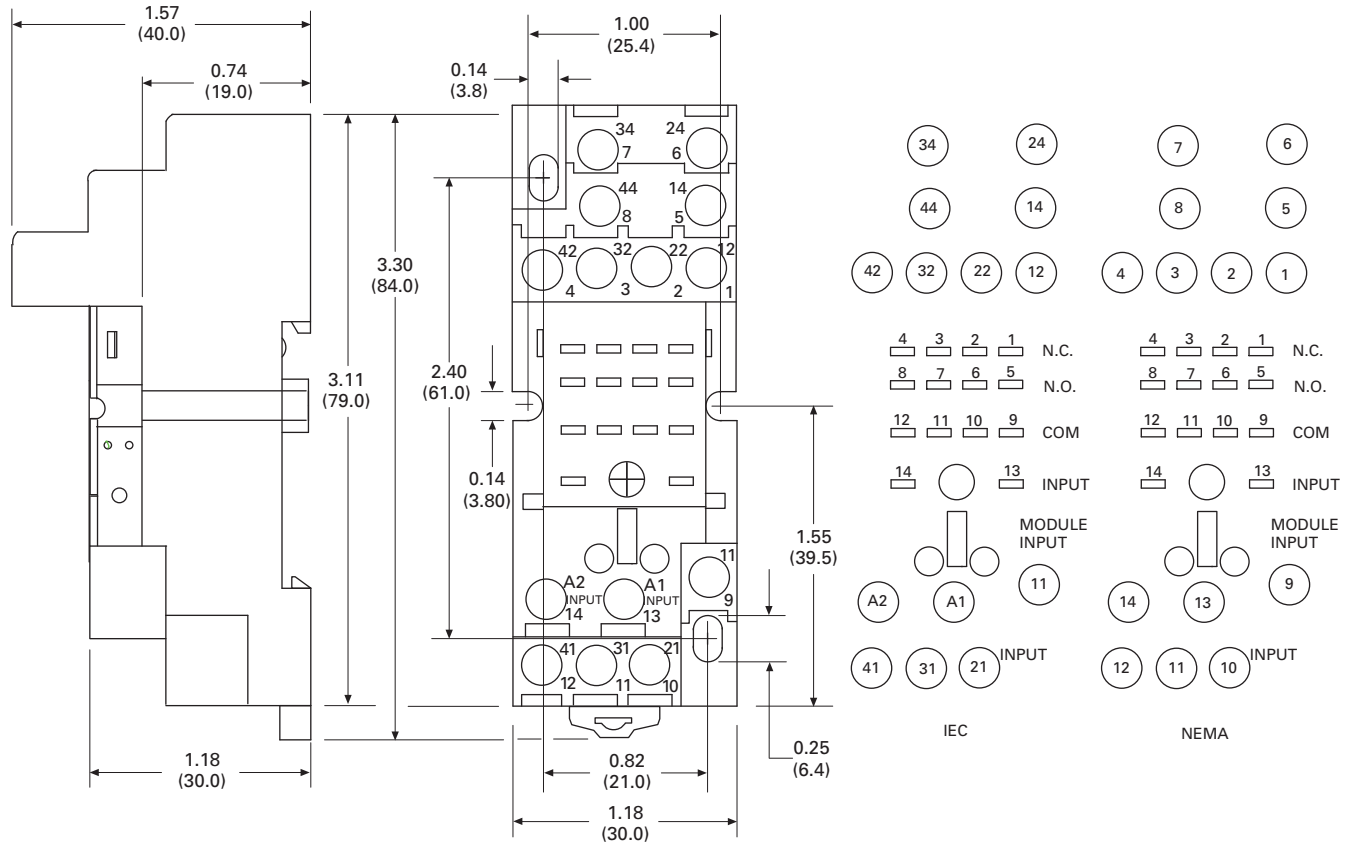 1.57
(40.0)
0.74
(19.0)
3.11
(79.0)
3.30
(84.0)
1.18
(30.0)
1.00
(25.4)
0.14
(3.8)
2.40
(61.0)
0.14
(3.80)
1.55
(39.5)
0.25
(6.4)
0.82
(21.0)
1.18
(30.0)
34 24
7 6
44 14
8 5
42 32 22 12
4 3 2 1
11
A2 A1
INPUT INPUT
9
14 13
41 31 21
12 11 10
34 24
44 14
42 32 22 12
4 3 2 1 N.C.
8 7 6 5 N.O.
12 11 10 9 COM
14 13 INPUT
MODULE
INPUT
11
A2 A1
41 31 21 INPUT
IEC
7 6
8 5
4 3 2 1
4 3 2 1 N.C.
8 7 6 5 N.O.
12 11 10 9 COM
14 13 INPUT
MODULE
INPUT
9
14 13
12 11 10 INPUT
NEMA